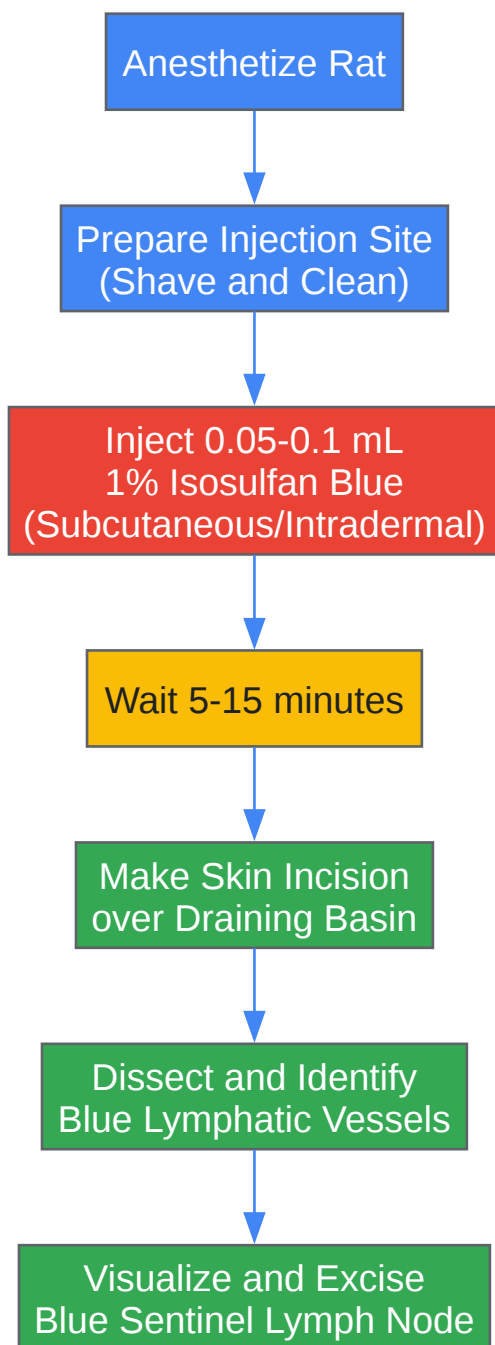 Anesthetize Rat
Prepare Injection Site
(Shave and Clean)
Inject 0.05-0.1 mL
1% Isosulfan Blue
(Subcutaneous/Intradermal)
Wait 5-15 minutes
Make Skin Incision
over Draining Basin
Dissect and Identify
Blue Lymphatic Vessels
Visualize and Excise
Blue Sentinel Lymph Node